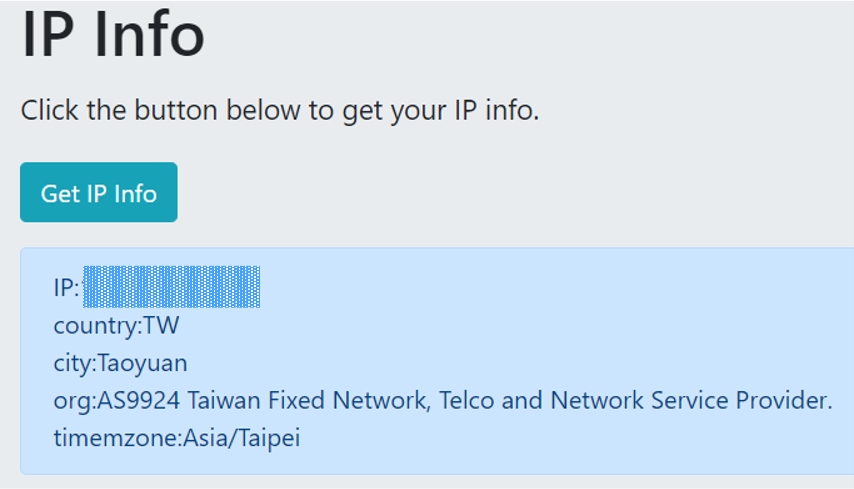 IP Info
Click the button below to get your IP info.
Get IP Info
IP:
country:TW
city:Taoyuan
org:AS9924 Taiwan Fixed Network, Telco and Network Service Provider.
timemzone:Asia/Taipei